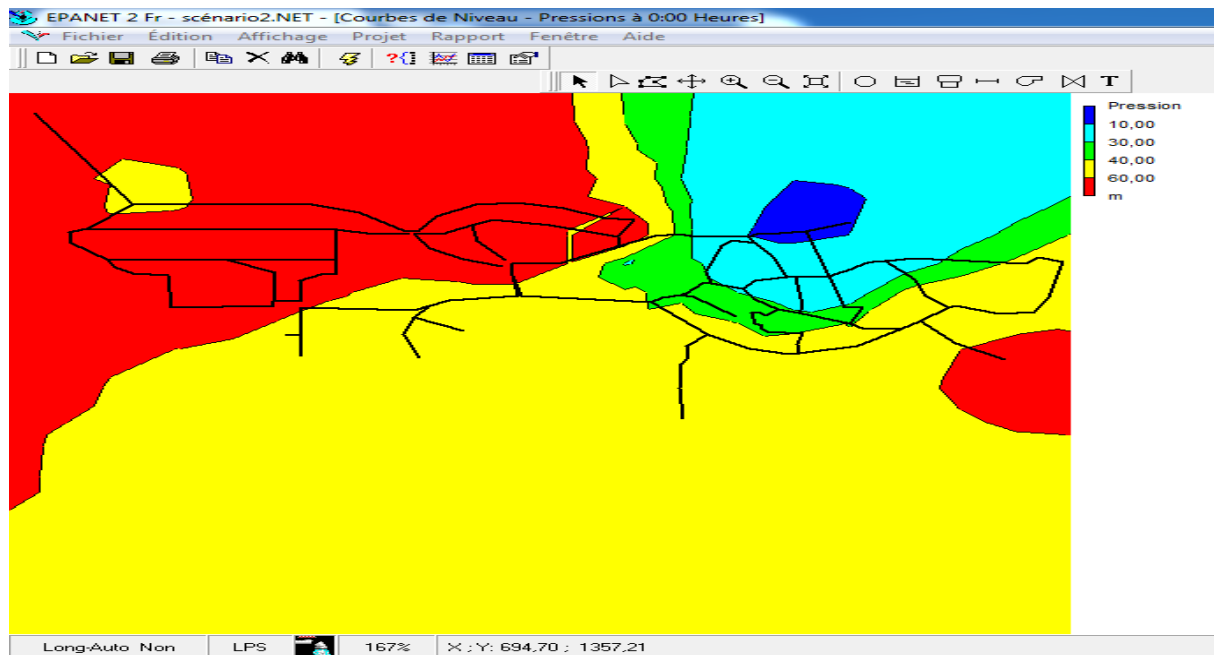 EPANET 2 Fr - scénario2.NET - [Courbes de Niveau - Pressions à 0:00 Heures]
Fichier Édition Affichage Projet Rapport Fenêtre Aide
?{}
T
Pression
10,00
30,00
40,00
60,00
m
Long-Auto Non LPS 167% X ; Y: 694,70 ; 1357,21